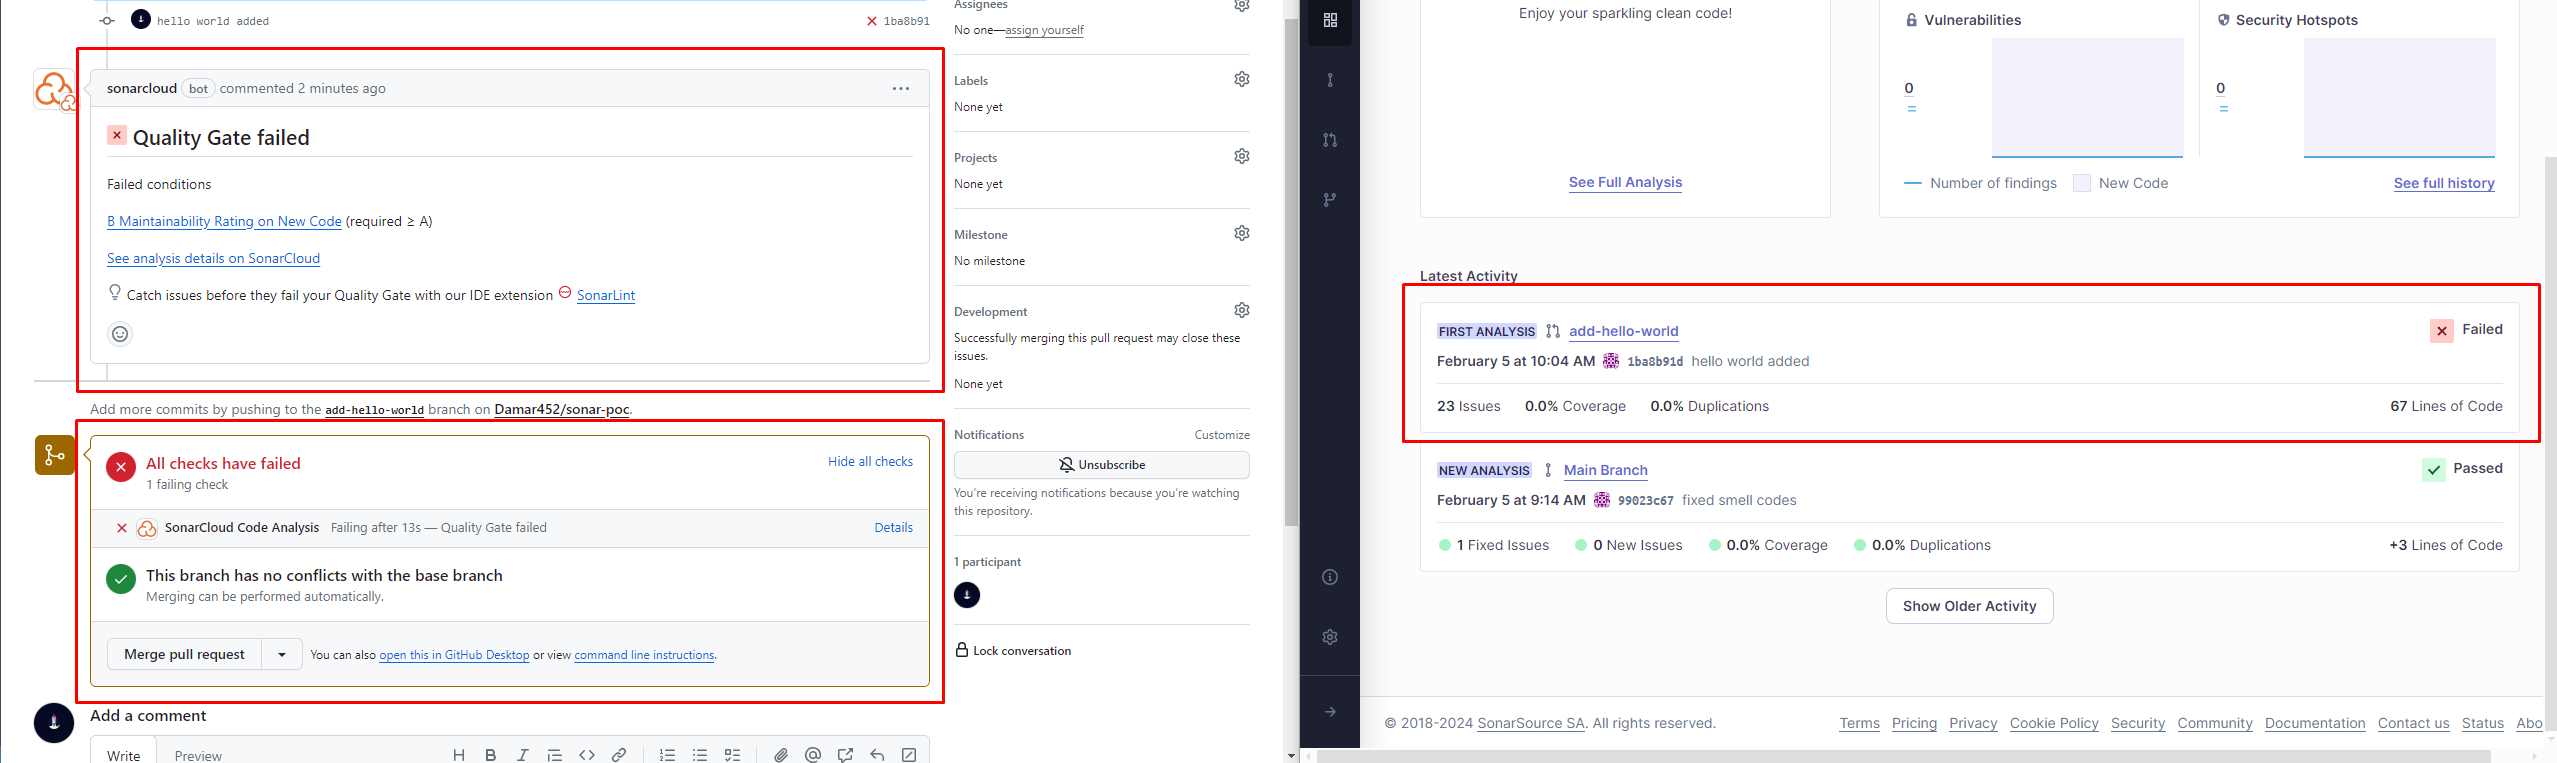 hello world added
1ba8b91
sonarcloud bot commented 2 minutes ago
Quality Gate failed
Failed conditions
B Maintainability Rating on New Code (required ≥ A)
See analysis details on SonarCloud
Catch issues before they fail your Quality Gate with our IDE extension SonarLint
Add more commits by pushing to the add-hello-world branch on Damar452/sonar-poc.
All checks have failed
Hide all checks
1 failing check
SonarCloud Code Analysis Failing after 13s — Quality Gate failed
Details
This branch has no conflicts with the base branch
Merging can be performed automatically.
Merge pull request
You can also open this in GitHub Desktop or view command line instructions.
Add a comment
Write
Preview
Assignees
No one—assign yourself
Labels
None yet
Projects
None yet
Milestone
No milestone
Development
Successfully merging this pull request may close these
issues.
None yet
Notifications
Customize
Unsubscribe
You're receiving notifications because you're watching
this repository.
1 participant
Lock conversation
Enjoy your sparkling clean code!
See Full Analysis
Vulnerabilities
0
=
Security Hotspots
0
=
Number of findings
New Code
See full history
Latest Activity
FIRST ANALYSIS add-hello-world
Failed
February 5 at 10:04 AM 1ba8b91d hello world added
23 Issues 0.0% Coverage 0.0% Duplications
67 Lines of Code
NEW ANALYSIS Main Branch
Passed
February 5 at 9:14 AM 99023c67 fixed smell codes
1 Fixed Issues 0 New Issues 0.0% Coverage 0.0% Duplications
+3 Lines of Code
Show Older Activity
© 2018-2024 SonarSource SA. All rights reserved.
Terms Pricing Privacy Cookie Policy Security Community Documentation Contact us Status Abo